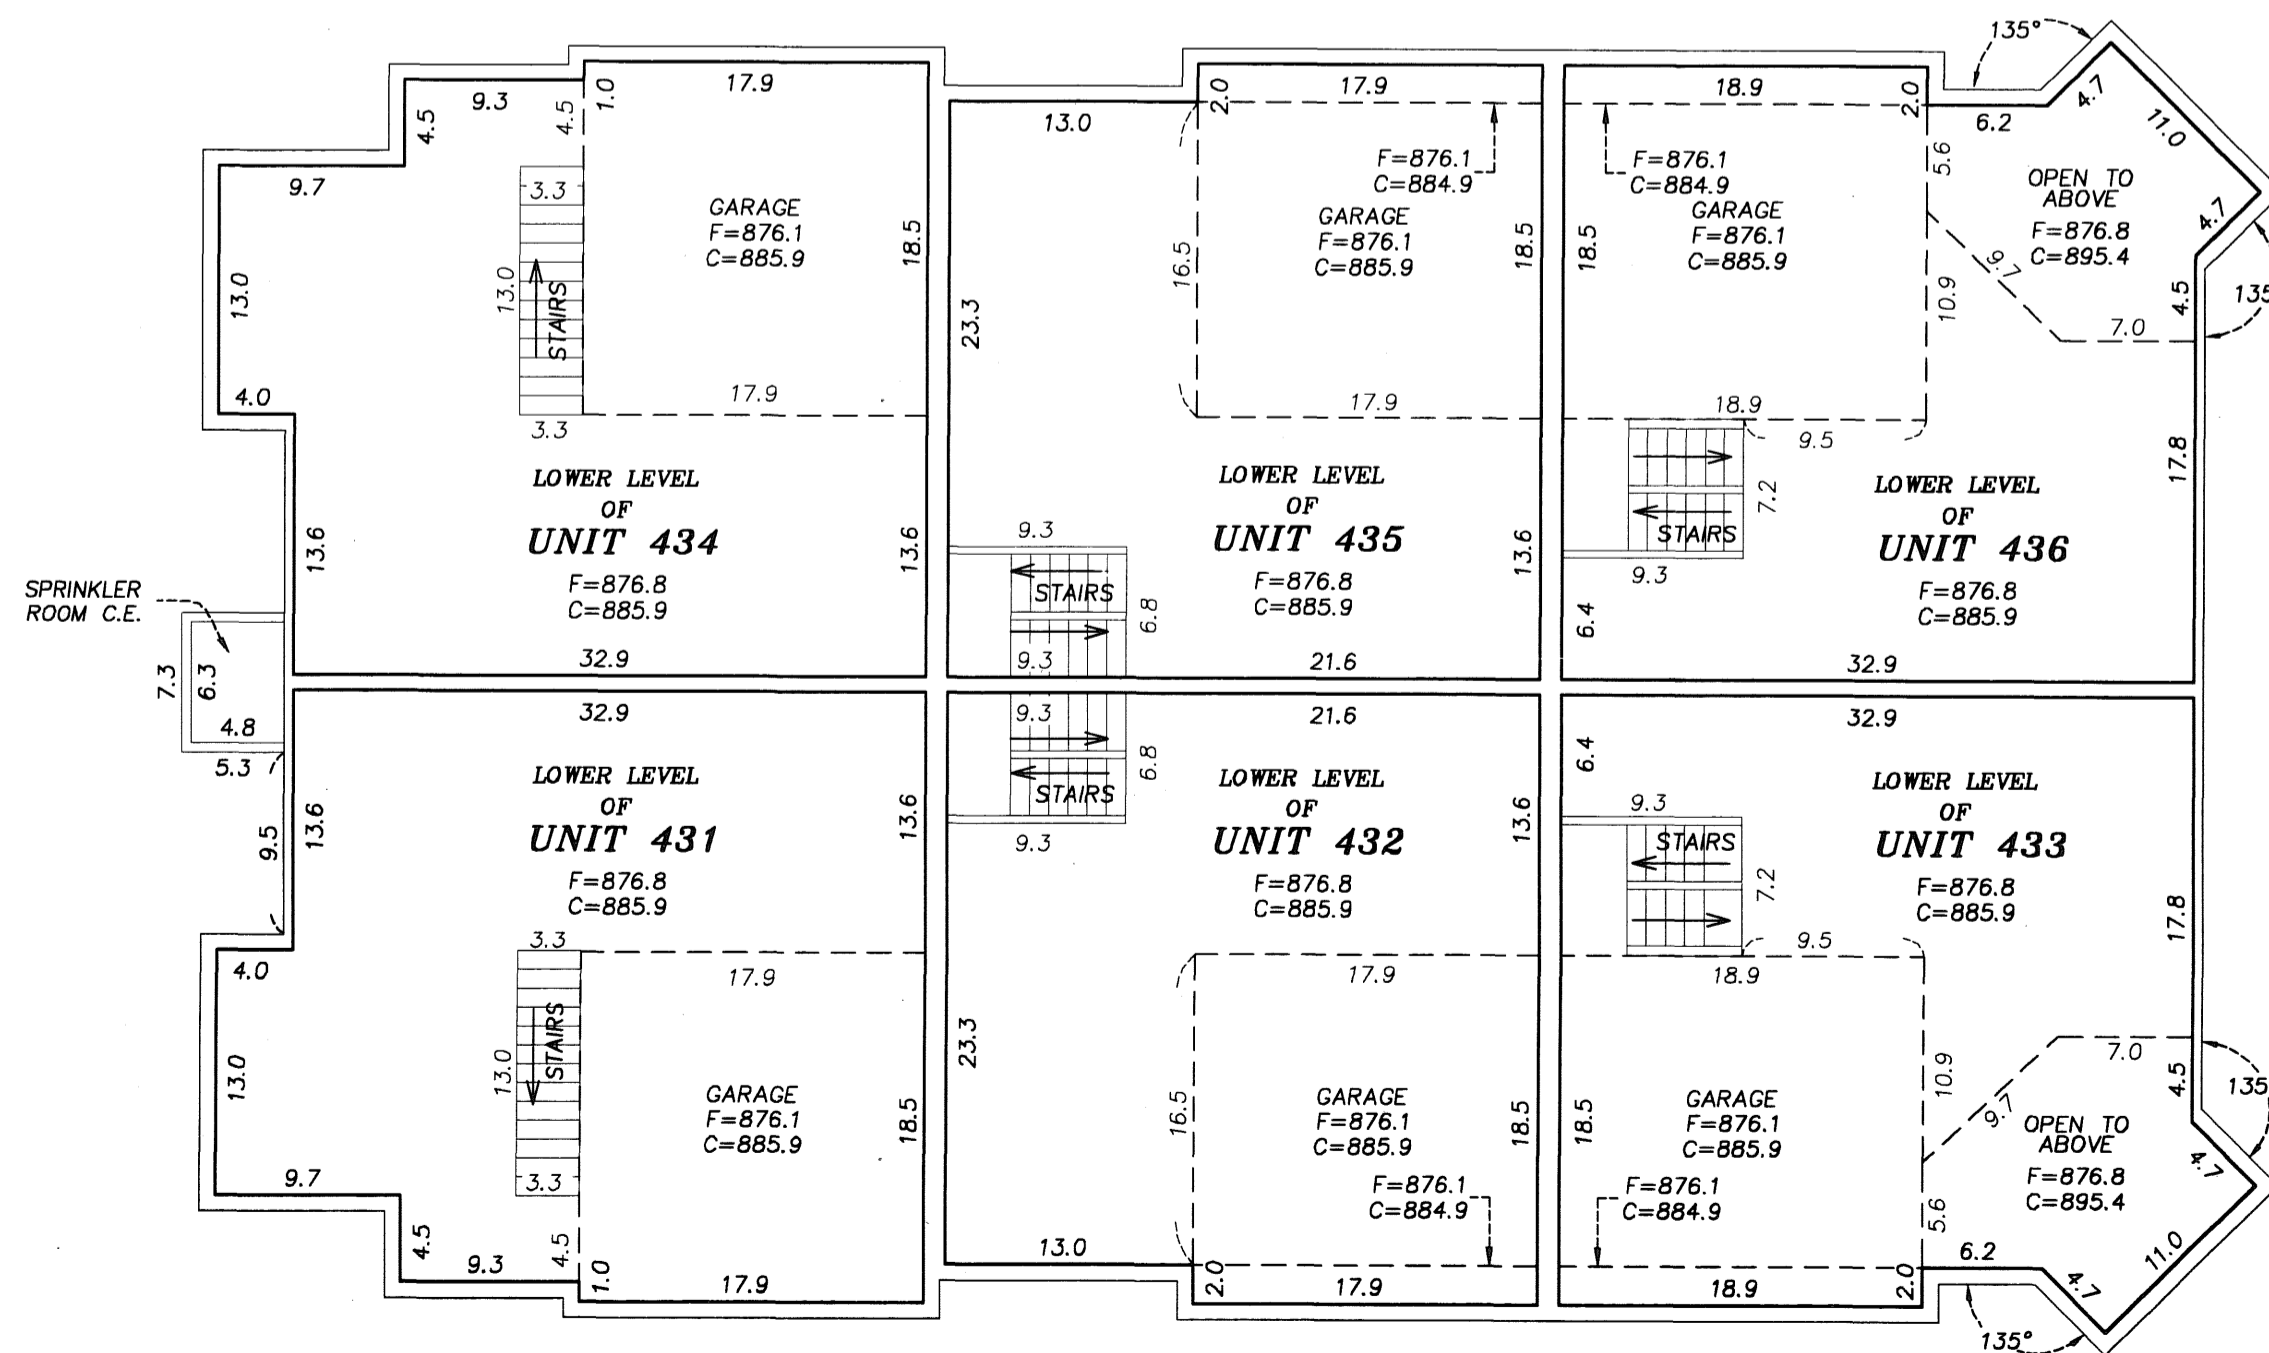 135°
17.9
17.9
18.9
4.7
9.3
1.0
2.0
2.0
11.0
4.5
4.5
13.0
6.2
9.7
3.3
F=876.1
C=884.9
F=876.1
C=884.9
5.6
OPEN TO
ABOVE
F=876.8
C=895.4
4.7
GARAGE
F=876.1
C=885.9
GARAGE
F=876.1
C=885.9
GARAGE
F=876.1
C=885.9
18.5
16.5
18.5
18.5
9.7
13.0
13.0
STAIRS
23.3
10.9
4.5
135
7.0
4.0
3.3
17.9
17.9
18.9
9.5
17.8
LOWER LEVEL
OF
UNIT 434
F=876.8
C=885.9
LOWER LEVEL
OF
UNIT 435
F=876.8
C=885.9
LOWER LEVEL
OF
UNIT 436
F=876.8
C=885.9
13.6
13.6
13.6
9.3
STAIRS
6.8
9.3
7.2
STAIRS
9.3
6.4
SPRINKLER
ROOM C.E.
32.9
21.6
32.9
7.3
6.3
4.8
5.3
9.5
32.9
9.3
21.6
32.9
6.8
STAIRS
9.3
6.4
9.3
STAIRS
7.2
LOWER LEVEL
OF
UNIT 431
F=876.8
C=885.9
LOWER LEVEL
OF
UNIT 432
F=876.8
C=885.9
LOWER LEVEL
OF
UNIT 433
F=876.8
C=885.9
13.6
13.6
13.6
17.8
3.3
9.5
4.0
17.9
17.9
18.9
13.0
13.0
STAIRS
23.3
10.9
7.0
4.5
135
9.7
GARAGE
F=876.1
C=885.9
GARAGE
F=876.1
C=885.9
GARAGE
F=876.1
C=885.9
18.5
16.5
18.5
18.5
OPEN TO
ABOVE
F=876.8
C=895.4
4.7
9.7
3.3
F=876.1
C=884.9
F=876.1
C=884.9
5.6
4.5
4.5
13.0
6.2
11.0
9.3
1.0
17.9
2.0
17.9
18.9
2.0
4.7
135°